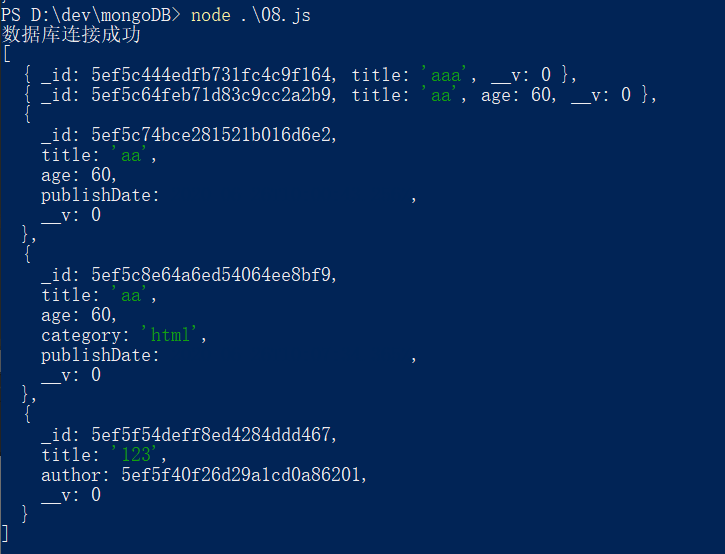 PS D:\dev\mongoDB> node .\08.js
数据库连接成功
[
  { _id: 5ef5c444edfb731fc4c9f164, title: 'aaa', __v: 0 },
  { _id: 5ef5c64feb71d83c9cc2a2b9, title: 'aa', age: 60, __v: 0 },
  {
    _id: 5ef5c74bce281521b016d6e2,
    title: 'aa',
    age: 60,
    publishDate: ,
    __v: 0
  },
  {
    _id: 5ef5c8e64a6ed54064ee8bf9,
    title: 'aa',
    age: 60,
    category: 'html',
    publishDate: ,
    __v: 0
  },
  {
    _id: 5ef5f54deff8ed4284ddd467,
    title: '123',
    author: 5ef5f40f26d29a1cd0a86201,
    __v: 0
  }
]